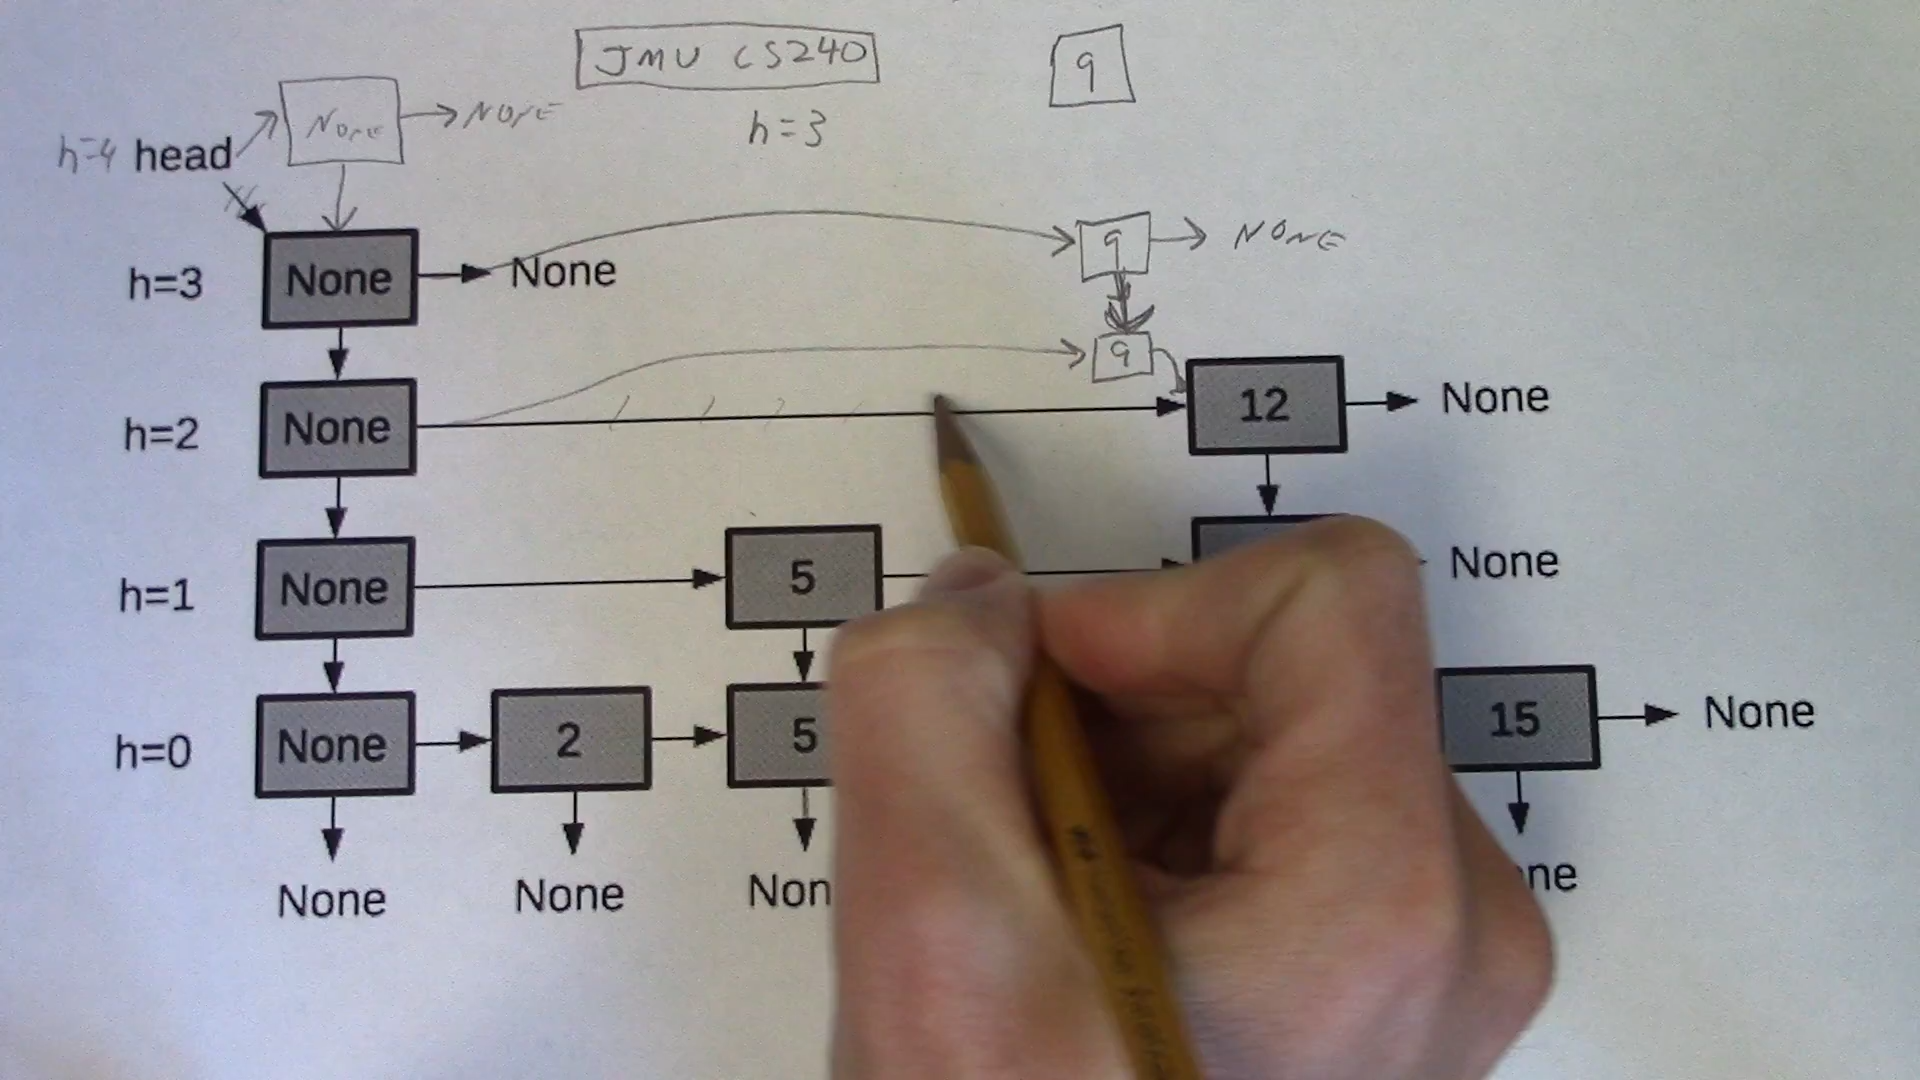 JMU CS240
9
None → NONE
h=3
h=4 head
9 → NONE
h=3 None None
9
h=2 None 12 None
h=1 None 5 None
h=0 None 2 5 15 None
None None